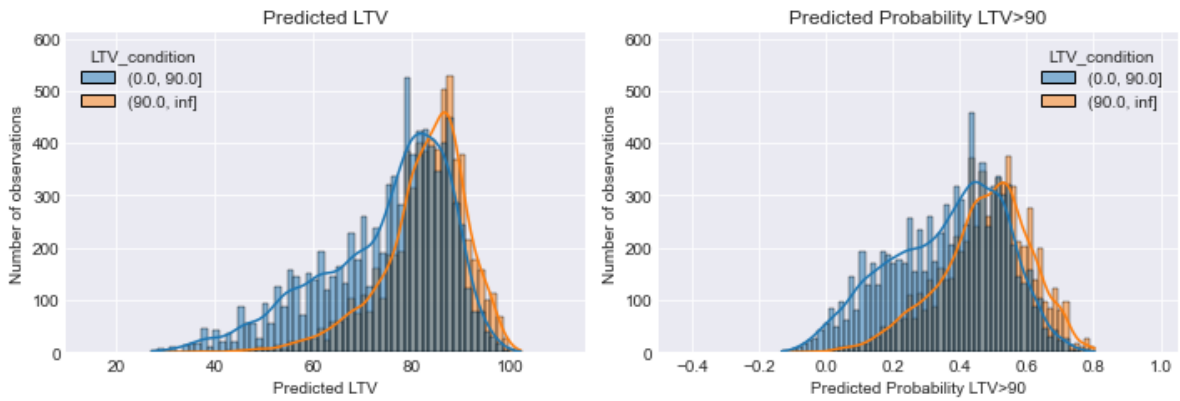 Predicted LTV
Number of observations
600
500
400
300
200
100
0
LTV_condition
(0.0, 90.0]
(90.0, inf]
20
40
60
80
100
Predicted LTV
Predicted Probability LTV>90
Number of observations
600
500
400
300
200
100
0
LTV_condition
(0.0, 90.0]
(90.0, inf]
−0.4
−0.2
0.0
0.2
0.4
0.6
0.8
1.0
Predicted Probability LTV>90